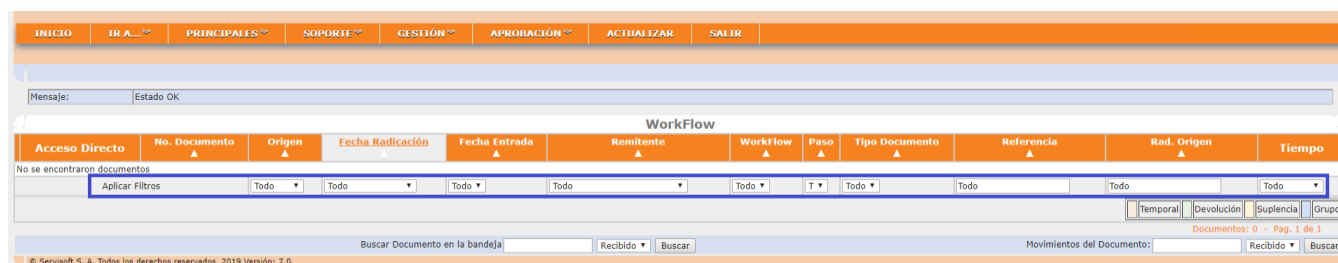 INICIO IR A... PRINCIPALES SOPORTE GESTIÓN APROBACIÓN ACTUALIZAR SALIR
Mensaje: Estado OK
WorkFlow
Acceso Directo No. Documento Origen Fecha Radicación Fecha Entrada Remitente WorkFlow Paso Tipo Documento Referencia Rad. Origen Tiempo
No se encontraron documentos
Aplicar Filtros Todo Todo Todo Todo Todo T Todo Todo Todo Todo
Temporal Devolución Suplencia Grupo
Documentos: 0 - Pag. 1 de 1
Buscar Documento en la bandeja Recibido Buscar Movimientos del Documento: Recibido Buscar
© Servisoft S. A. Todos los derechos reservados. 2019 Versión: 7.0.